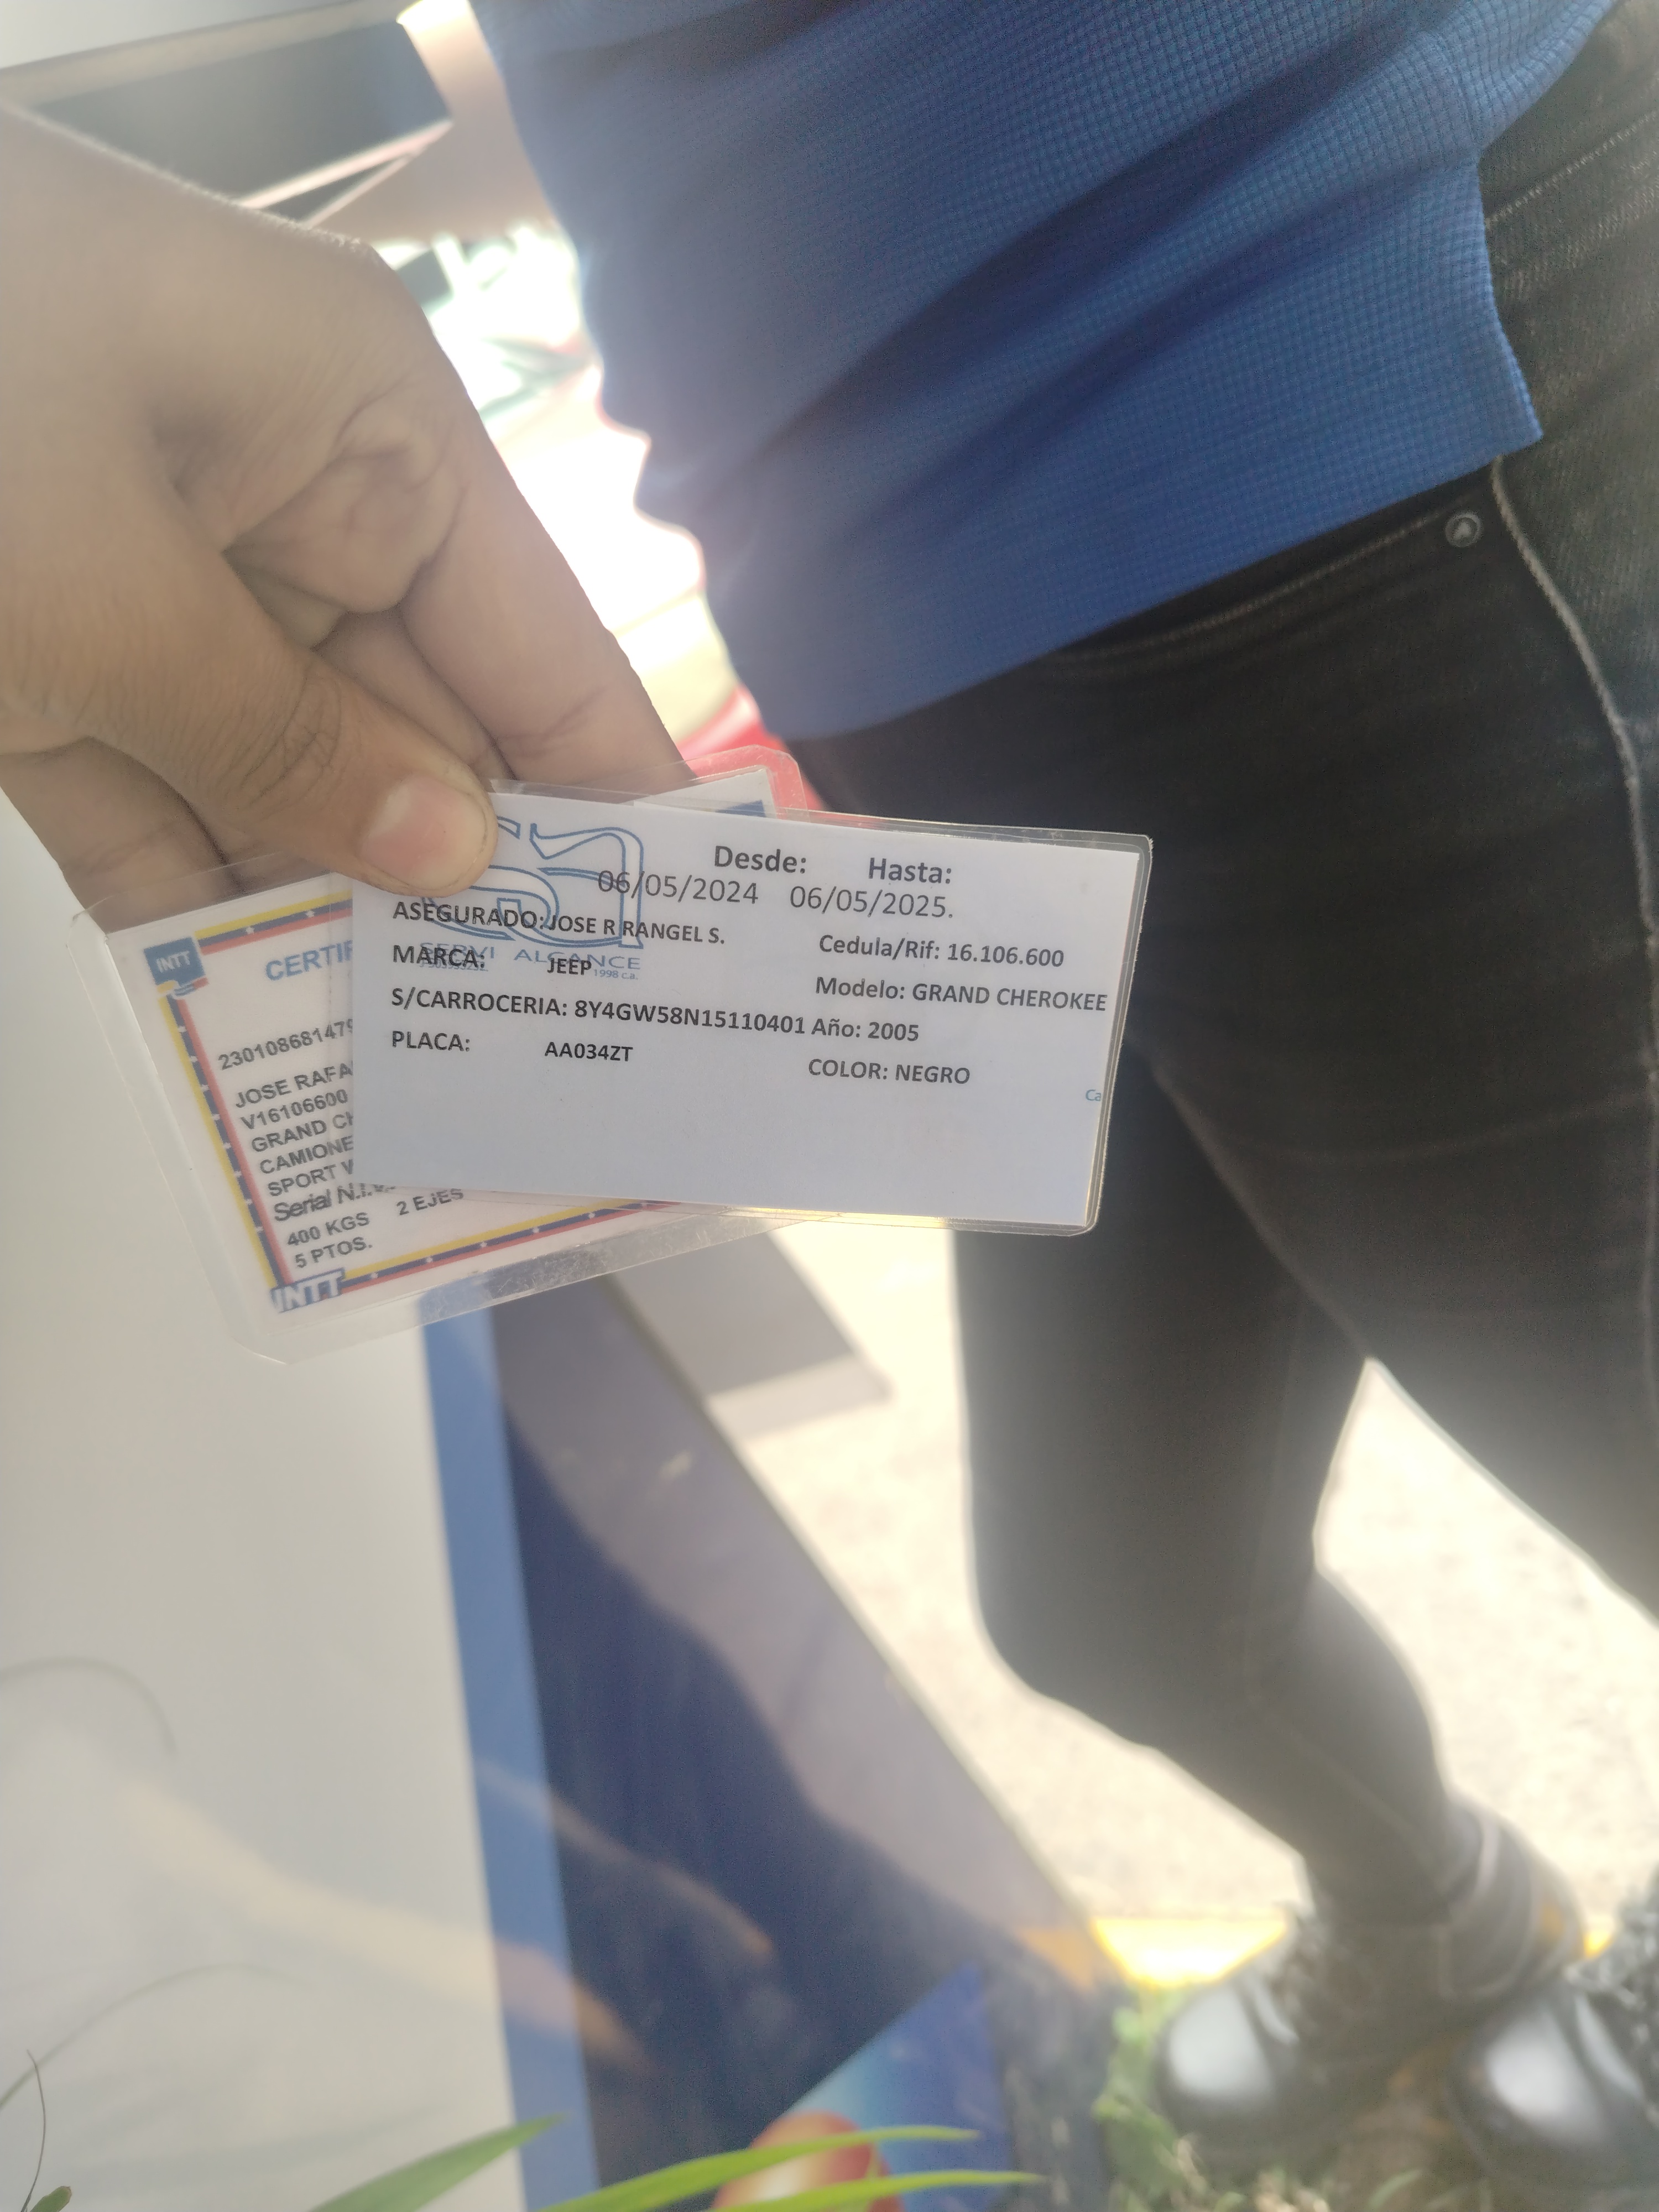 Desde: Hasta:
06/05/2024 06/05/2025.
ASEGURADO: JOSE R RANGEL S.
Cedula/Rif: 16.106.600
MARCA: JEEP
Modelo: GRAND CHEROKEE
S/CARROCERIA: 8Y4GW58N15110401 Año: 2005
PLACA: AA034ZT
COLOR: NEGRO
SERVI ALCANCE
1998 c.a.
Ca
INTT
CERTIF
23010868147
JOSE RAFA
V16106600
GRAND CH
CAMIONE
SPORT W
Serial N.I.V.
400 KGS 2 EJES
5 PTOS.
INTT